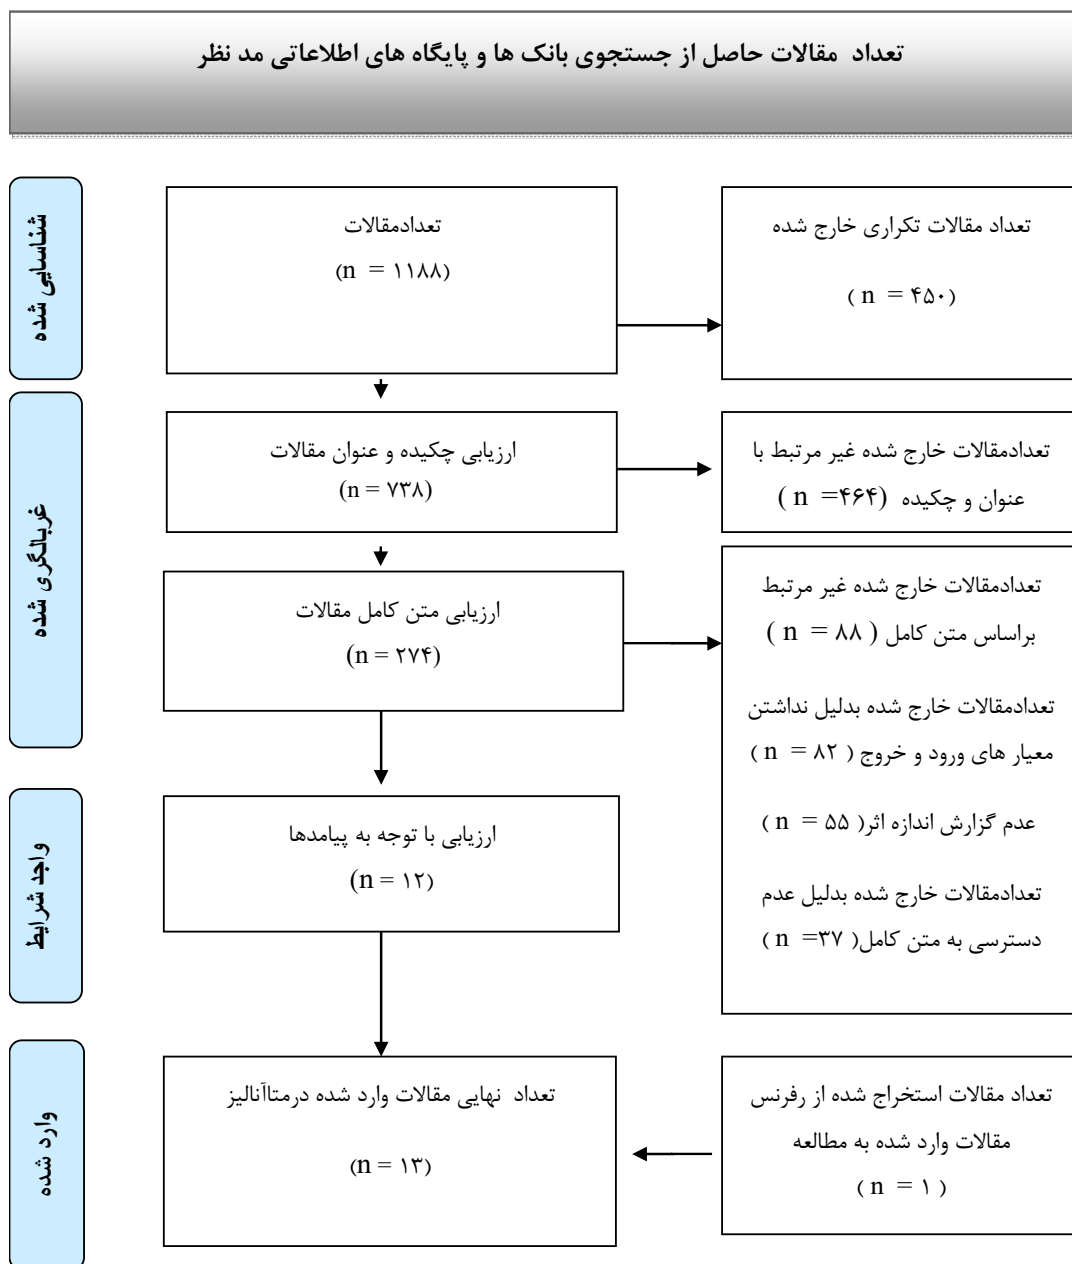 تعداد مقالات حاصل از جستجوی بانک ها و پایگاه های اطلاعاتی مد نظر
شناسایی شده
تعدادمقالات
(n = ۱۱۸۸)
تعداد مقالات تکراری خارج شده
( n = ۴۵۰)
غربالگری شده
ارزیابی چکیده و عنوان مقالات
(n = ۷۳۸)
تعدادمقالات خارج شده غیر مرتبط با
عنوان و چکیده ( n =۴۶۴)
ارزیابی متن کامل مقالات
(n = ۲۷۴)
تعدادمقالات خارج شده غیر مرتبط
براساس متن کامل ( n = ۸۸ )
تعدادمقالات خارج شده بدلیل نداشتن
معیار های ورود و خروج ( n = ۸۲ )
عدم گزارش اندازه اثر( n = ۵۵ )
تعدادمقالات خارج شده بدلیل عدم
دسترسی به متن کامل( n =۳۷ )
واجد شرایط
ارزیابی با توجه به پیامدها
(n = ۱۲)
وارد شده
تعداد نهایی مقالات وارد شده درمتاآنالیز
(n = ۱۳)
تعداد مقالات استخراج شده از رفرنس
مقالات وارد شده به مطالعه
( n = ۱ )